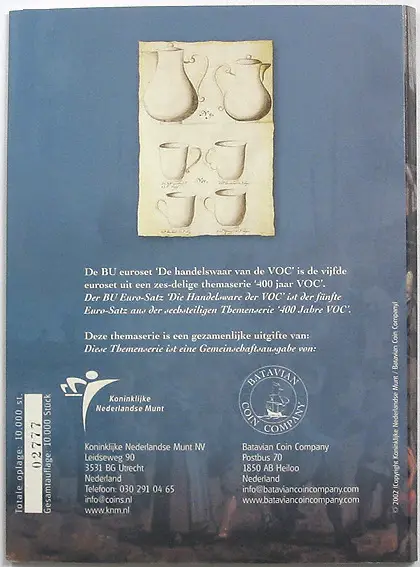 De BU euroset 'De handelswaar van de VOC' is de vijfde
euroset uit een zes-delige themaserie '400 jaar VOC'.
Der BU Euro-Satz 'Die Handelsware der VOC' ist der fünfte
Euro-Satz aus der sechsteiligen Themenserie '400 Jahre VOC'.
Deze themaserie is een gezamenlijke uitgifte van:
Diese Themenserie ist eine Gemeinschaftsausgabe von:
Koninklijke
Nederlandse Munt
BATAVIAN
COIN COMPANY
Koninklijke Nederlandse Munt NV
Leidseweg 90
3531 BG Utrecht
Nederland
Telefoon: 030 291 04 65
info@coins.nl
www.knm.nl
Batavian Coin Company
Postbus 70
1850 AB Heiloo
Nederland
info@bataviancoincompany.com
www.bataviancoincompany.com
Totale oplage: 10.000 st.
02777
Gesamtauflage: 10.000 Stück
© 2002 (Copyright Koninklijke Nederlandse Munt / Batavian Coin Company)